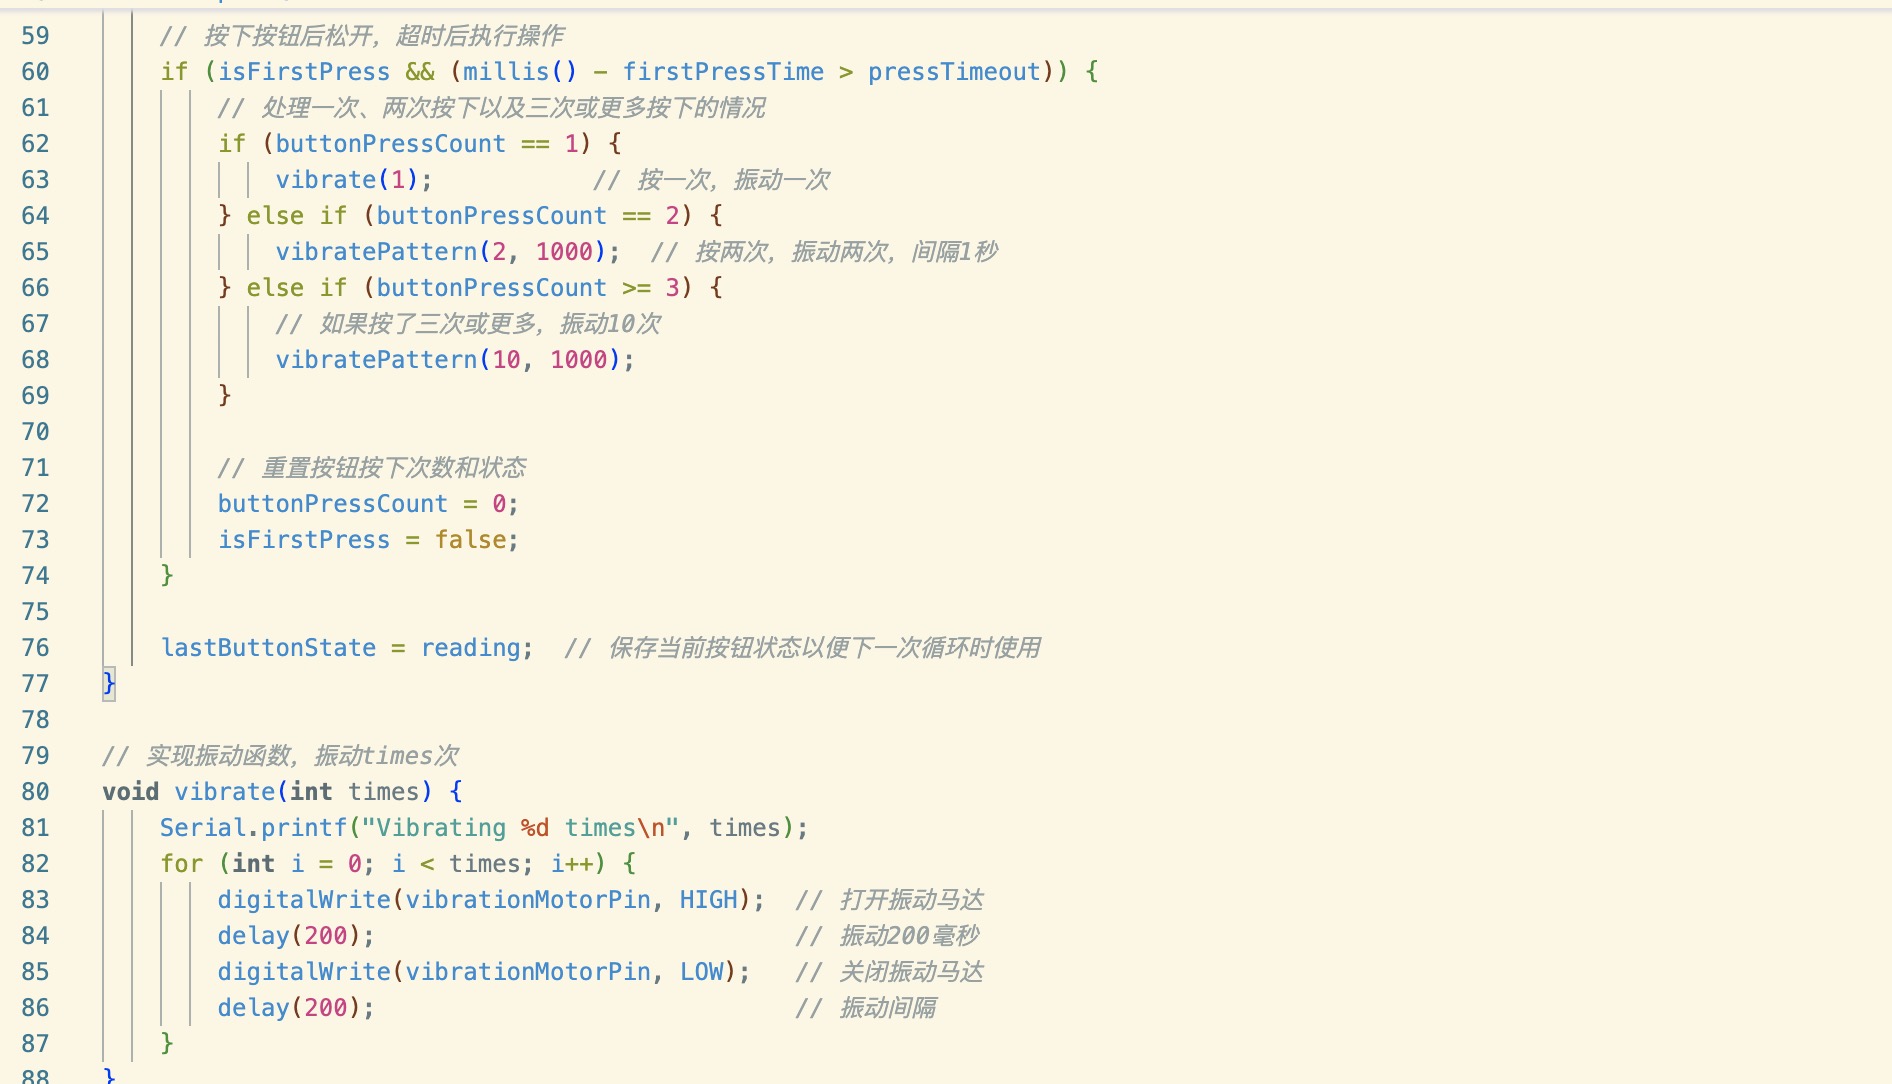 59 // 按下按钮后松开，超时后执行操作
60 if (isFirstPress && (millis() - firstPressTime > pressTimeout)) {
61 // 处理一次、两次按下以及三次或更多按下的情况
62 if (buttonPressCount == 1) {
63 vibrate(1); // 按一次，振动一次
64 } else if (buttonPressCount == 2) {
65 vibratePattern(2, 1000); // 按两次，振动两次，间隔1秒
66 } else if (buttonPressCount >= 3) {
67 // 如果按了三次或更多，振动10次
68 vibratePattern(10, 1000);
69 }
70
71 // 重置按钮按下次数和状态
72 buttonPressCount = 0;
73 isFirstPress = false;
74 }
75
76 lastButtonState = reading; // 保存当前按钮状态以便下一次循环时使用
77 }
78
79 // 实现振动函数，振动times次
80 void vibrate(int times) {
81 Serial.printf("Vibrating %d times\n", times);
82 for (int i = 0; i < times; i++) {
83 digitalWrite(vibrationMotorPin, HIGH); // 打开振动马达
84 delay(200); // 振动200毫秒
85 digitalWrite(vibrationMotorPin, LOW); // 关闭振动马达
86 delay(200); // 振动间隔
87 }
88 }